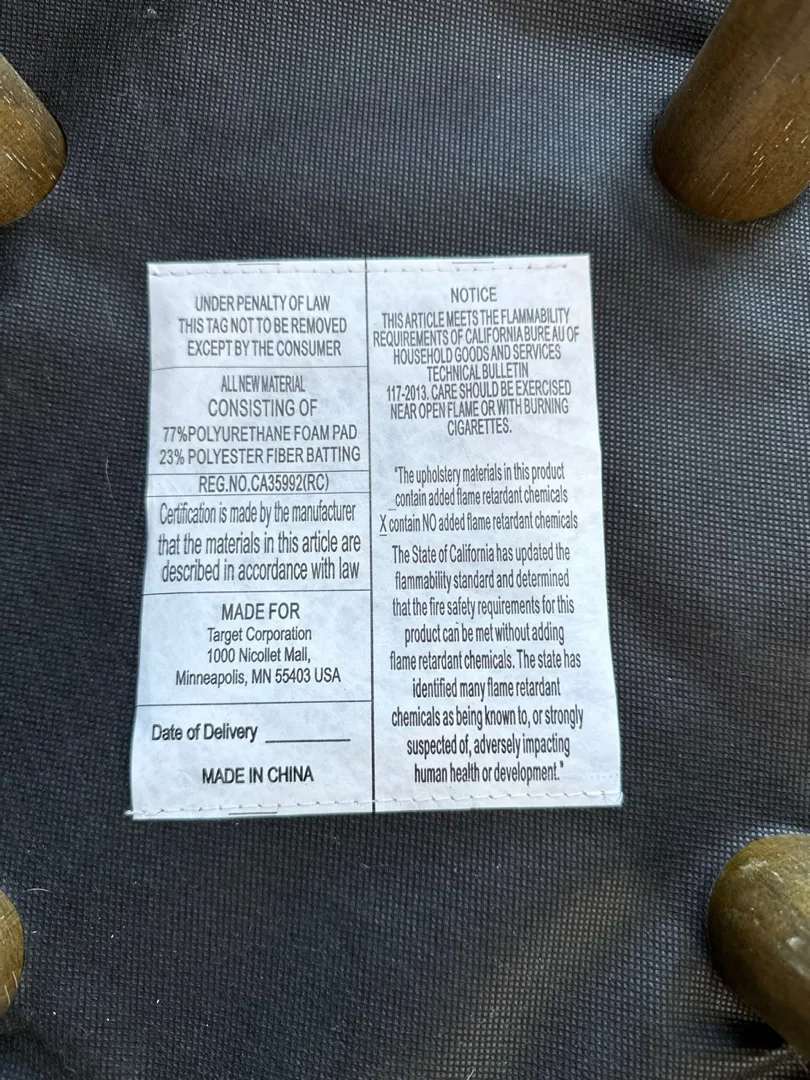 UNDER PENALTY OF LAW
THIS TAG NOT TO BE REMOVED
EXCEPT BY THE CONSUMER
ALL NEW MATERIAL
CONSISTING OF
77%POLYURETHANE FOAM PAD
23% POLYESTER FIBER BATTING
REG.NO.CA35992(RC)
Certification is made by the manufacturer
that the materials in this article are
described in accordance with law
MADE FOR
Target Corporation
1000 Nicollet Mall,
Minneapolis, MN 55403 USA
Date of Delivery ________
MADE IN CHINA
NOTICE
THIS ARTICLE MEETS THE FLAMMABILITY
REQUIREMENTS OF CALIFORNIA BURE AU OF
HOUSEHOLD GOODS AND SERVICES
TECHNICAL BULLETIN
117-2013. CARE SHOULD BE EXERCISED
NEAR OPEN FLAME OR WITH BURNING
CIGARETTES.
"The upholstery materials in this product
_contain added flame retardant chemicals
X contain NO added flame retardant chemicals
The State of California has updated the
flammability standard and determined
that the fire safety requirements for this
product can be met without adding
flame retardant chemicals. The state has
identified many flame retardant
chemicals as being known to, or strongly
suspected of, adversely impacting
human health or development."